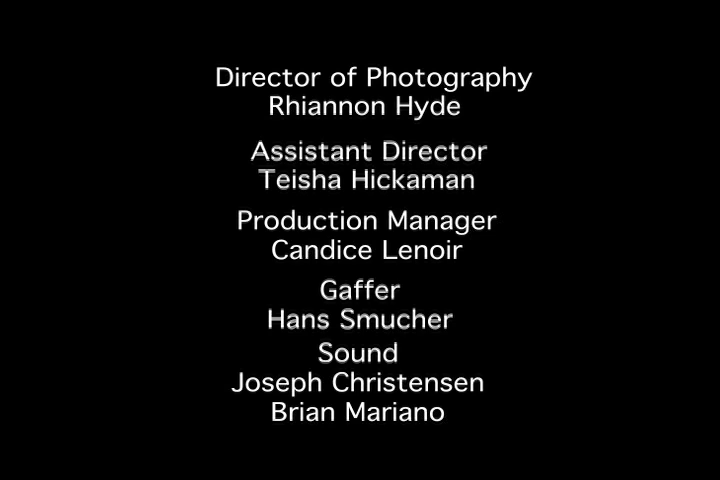 Director of Photography
Rhiannon Hyde
Assistant Director
Teisha Hickaman
Production Manager
Candice Lenoir
Gaffer
Hans Smucher
Sound
Joseph Christensen
Brian Mariano